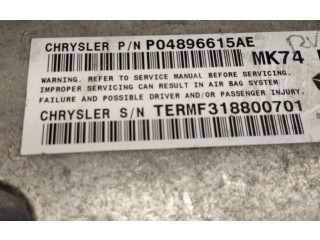 CHRYSLER P/N P04896615AE
MK74
WARNING. REFER TO SERVICE MANUAL BEFORE SERVICING.
IMPROPER SERVICING CAN RESULT IN AIR BAG SYSTEM
FAILURE AND POSSIBLE DRIVER AND/OR PASSENGER INJURY.
CHRYSLER S/N TERMF318800701